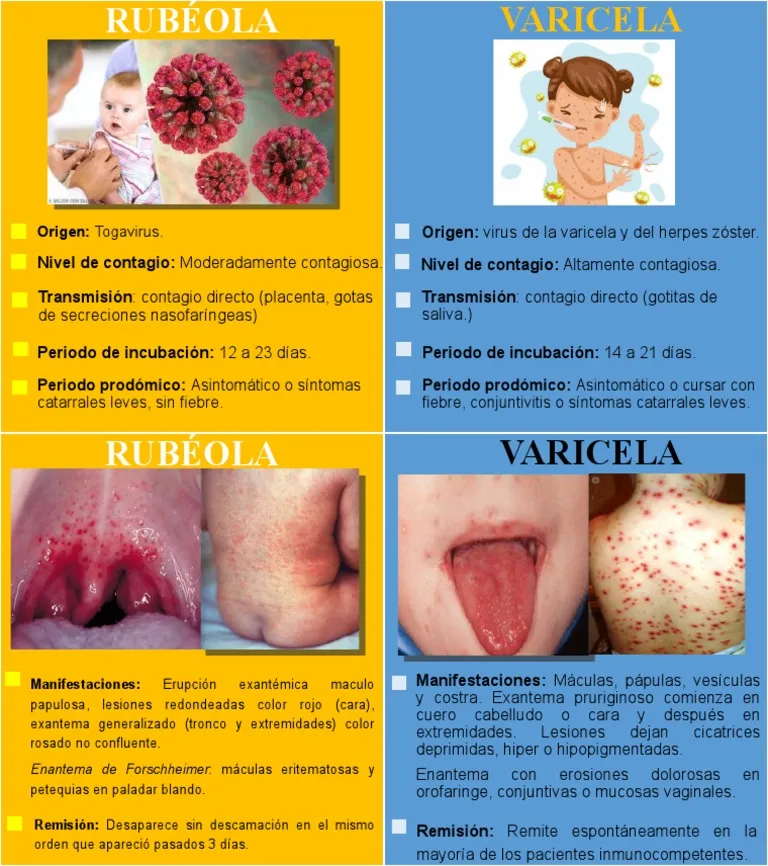 RUBÉOLA
© MEJOR CON SALUD
Origen: Togavirus.
Nivel de contagio: Moderadamente contagiosa.
Transmisión: contagio directo (placenta, gotas
de secreciones nasofaríngeas)
Periodo de incubación: 12 a 23 días.
Periodo prodómico: Asintomático o síntomas
catarrales leves, sin fiebre.
VARICELA
Origen: virus de la varicela y del herpes zóster.
Nivel de contagio: Altamente contagiosa.
Transmisión: contagio directo (gotitas de
saliva.)
Periodo de incubación: 14 a 21 días.
Periodo prodómico: Asintomático o cursar con
fiebre, conjuntivitis o síntomas catarrales leves.
RUBÉOLA
Manifestaciones: Erupción exantémica maculo
papulosa, lesiones redondeadas color rojo (cara),
exantema generalizado (tronco y extremidades) color
rosado no confluente.
Enantema de Forschheimer: máculas eritematosas y
petequias en paladar blando.
Remisión: Desaparece sin descamación en el mismo
orden que apareció pasados 3 días.
VARICELA
Manifestaciones: Máculas, pápulas, vesículas
y costra. Exantema pruriginoso comienza en
cuero cabelludo o cara y después en
extremidades. Lesiones dejan cicatrices
deprimidas, hiper o hipopigmentadas.
Enantema con erosiones dolorosas en
orofaringe, conjuntivas o mucosas vaginales.
Remisión: Remite espontáneamente en la
mayoría de los pacientes inmunocompetentes.